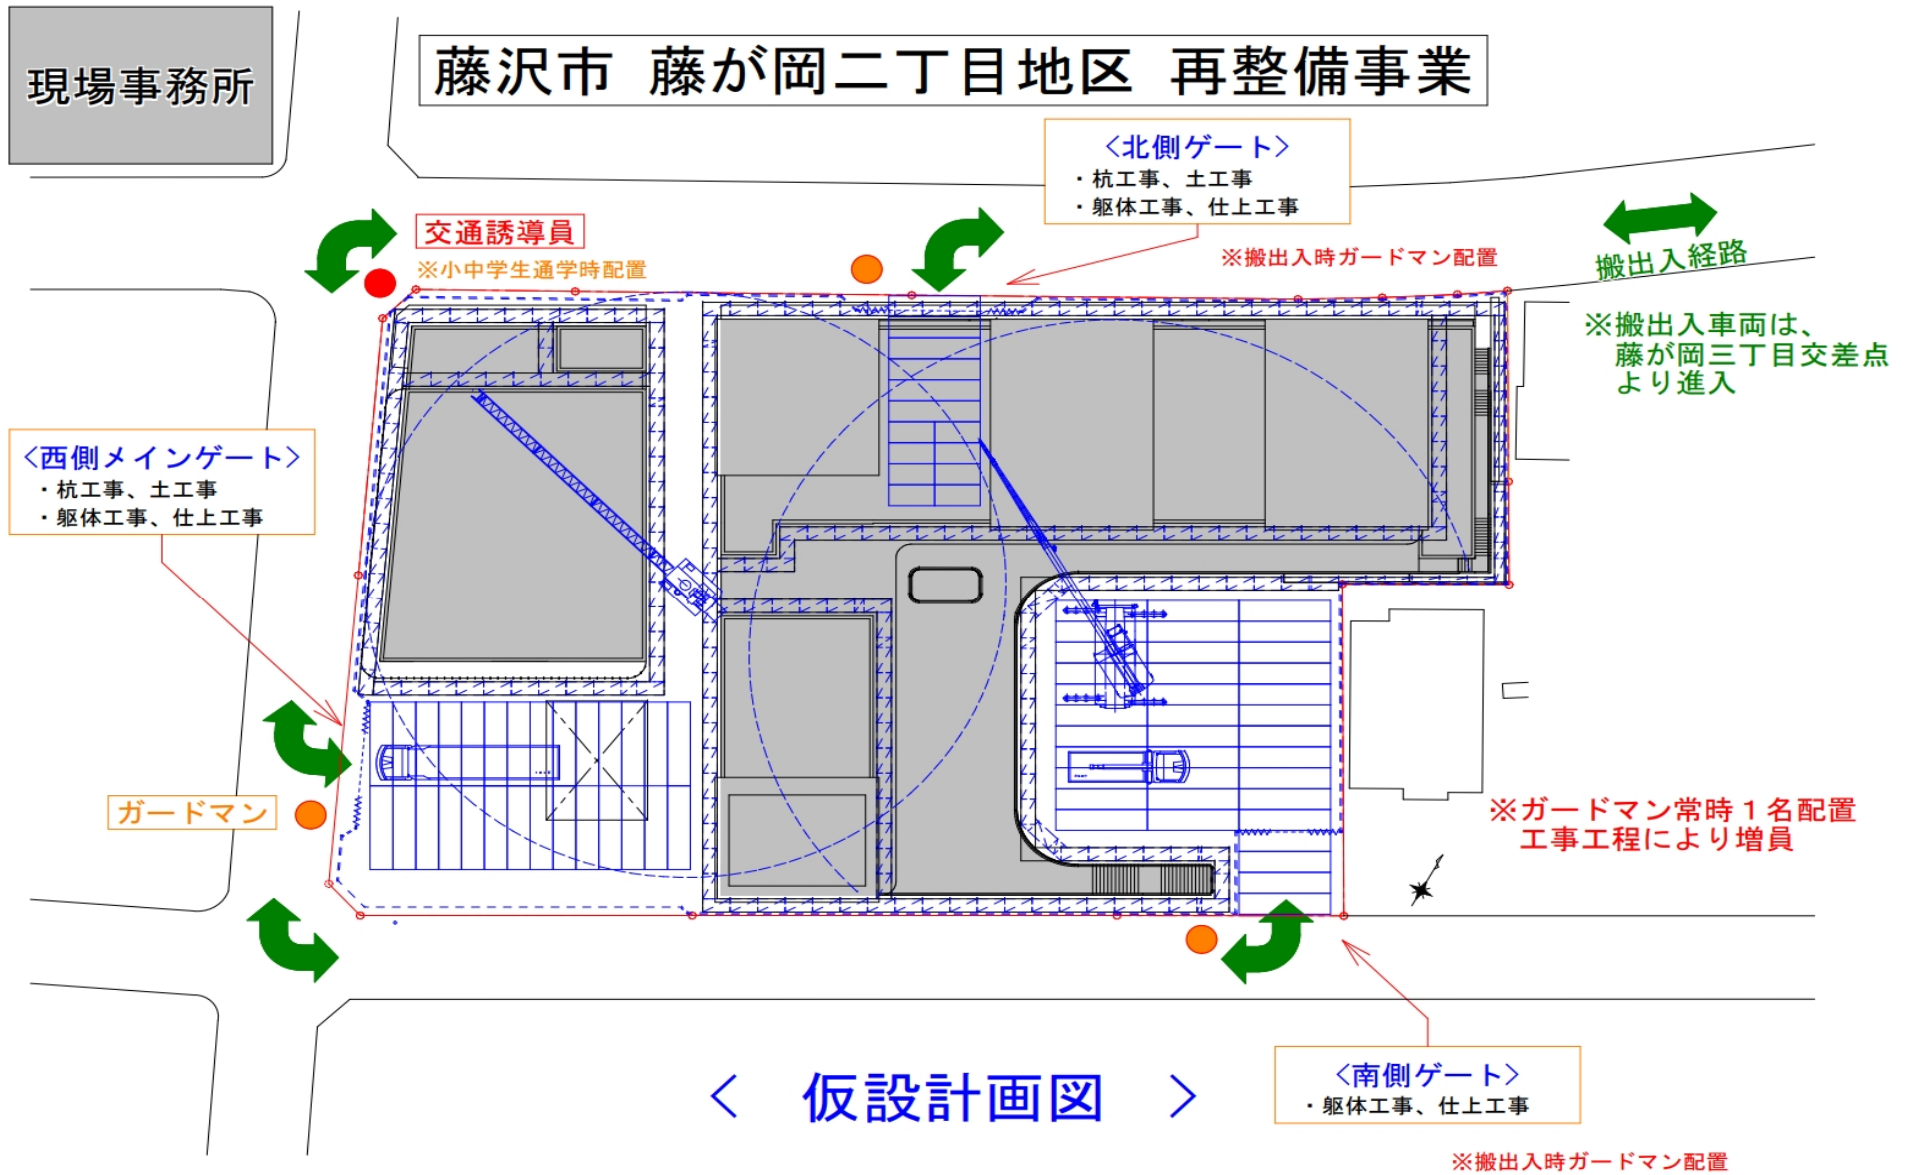 現場事務所
藤沢市 藤が岡二丁目地区 再整備事業
<北側ゲート>
・杭工事、土工事
・躯体工事、仕上工事
交通誘導員
※小中学生通学時配置
※搬出入時ガードマン配置
搬出入経路
※搬出入車両は、
藤が岡三丁目交差点
より進入
<西側メインゲート>
・杭工事、土工事
・躯体工事、仕上工事
ガードマン
※ガードマン常時1名配置
工事工程により増員
< 仮設計画図 >
<南側ゲート>
・躯体工事、仕上工事
※搬出入時ガードマン配置